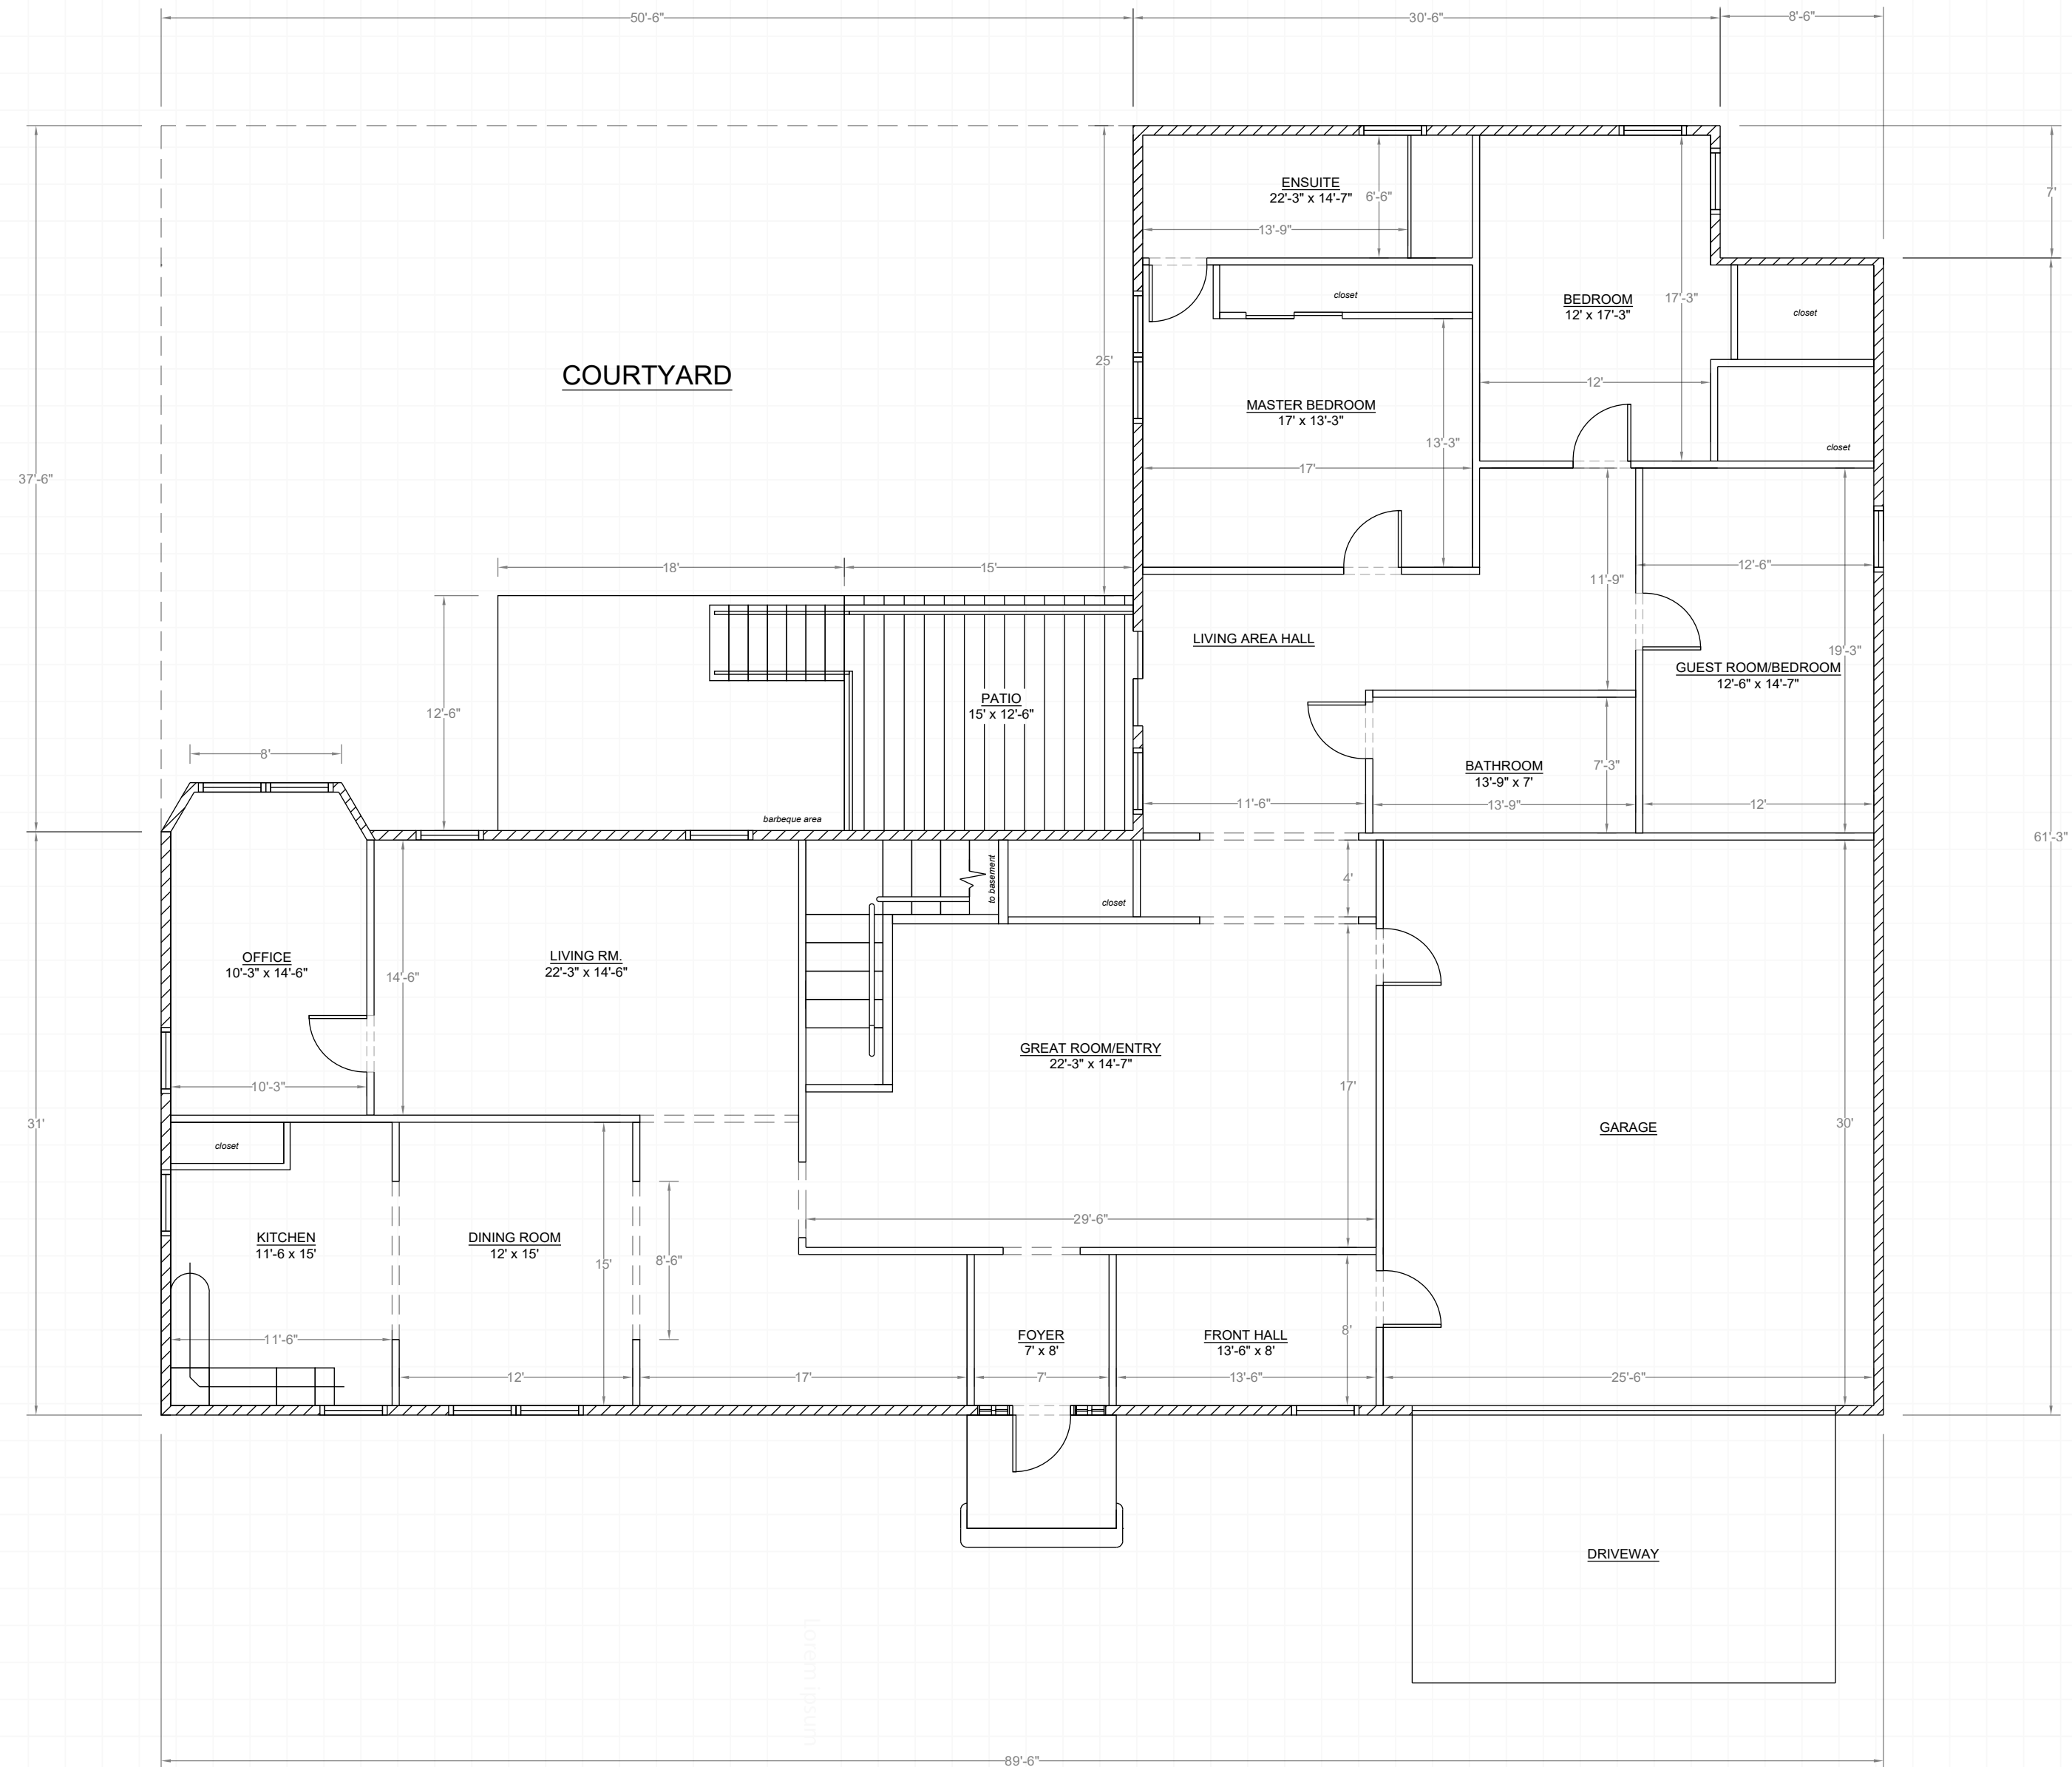 50'-6"
30'-6"
8'-6"
ENSUITE
22'-3" x 14'-7"
6'-6"
13'-9"
7'
closet
BEDROOM
12' x 17'-3"
17'-3"
closet
COURTYARD
25'
12'
MASTER BEDROOM
17' x 13'-3"
13'-3"
closet
17'
37'-6"
18'
15'
11'-9"
12'-6"
LIVING AREA HALL
19'-3"
GUEST ROOM/BEDROOM
12'-6" x 14'-7"
12'-6"
PATIO
15' x 12'-6"
8'
BATHROOM
13'-9" x 7'
7'-3"
11'-6"
13'-9"
12'
barbeque area
61'-3"
to basement
closet
4'
OFFICE
10'-3" x 14'-6"
14'-6"
LIVING RM.
22'-3" x 14'-6"
GREAT ROOM/ENTRY
22'-3" x 14'-7"
10'-3"
17'
31'
GARAGE
30'
closet
29'-6"
KITCHEN
11'-6 x 15'
DINING ROOM
12' x 15'
15'
8'-6"
11'-6"
FOYER
7' x 8'
FRONT HALL
13'-6" x 8'
8'
12'
17'
7'
13'-6"
25'-6"
DRIVEWAY
Lorem ipsum
89'-6"